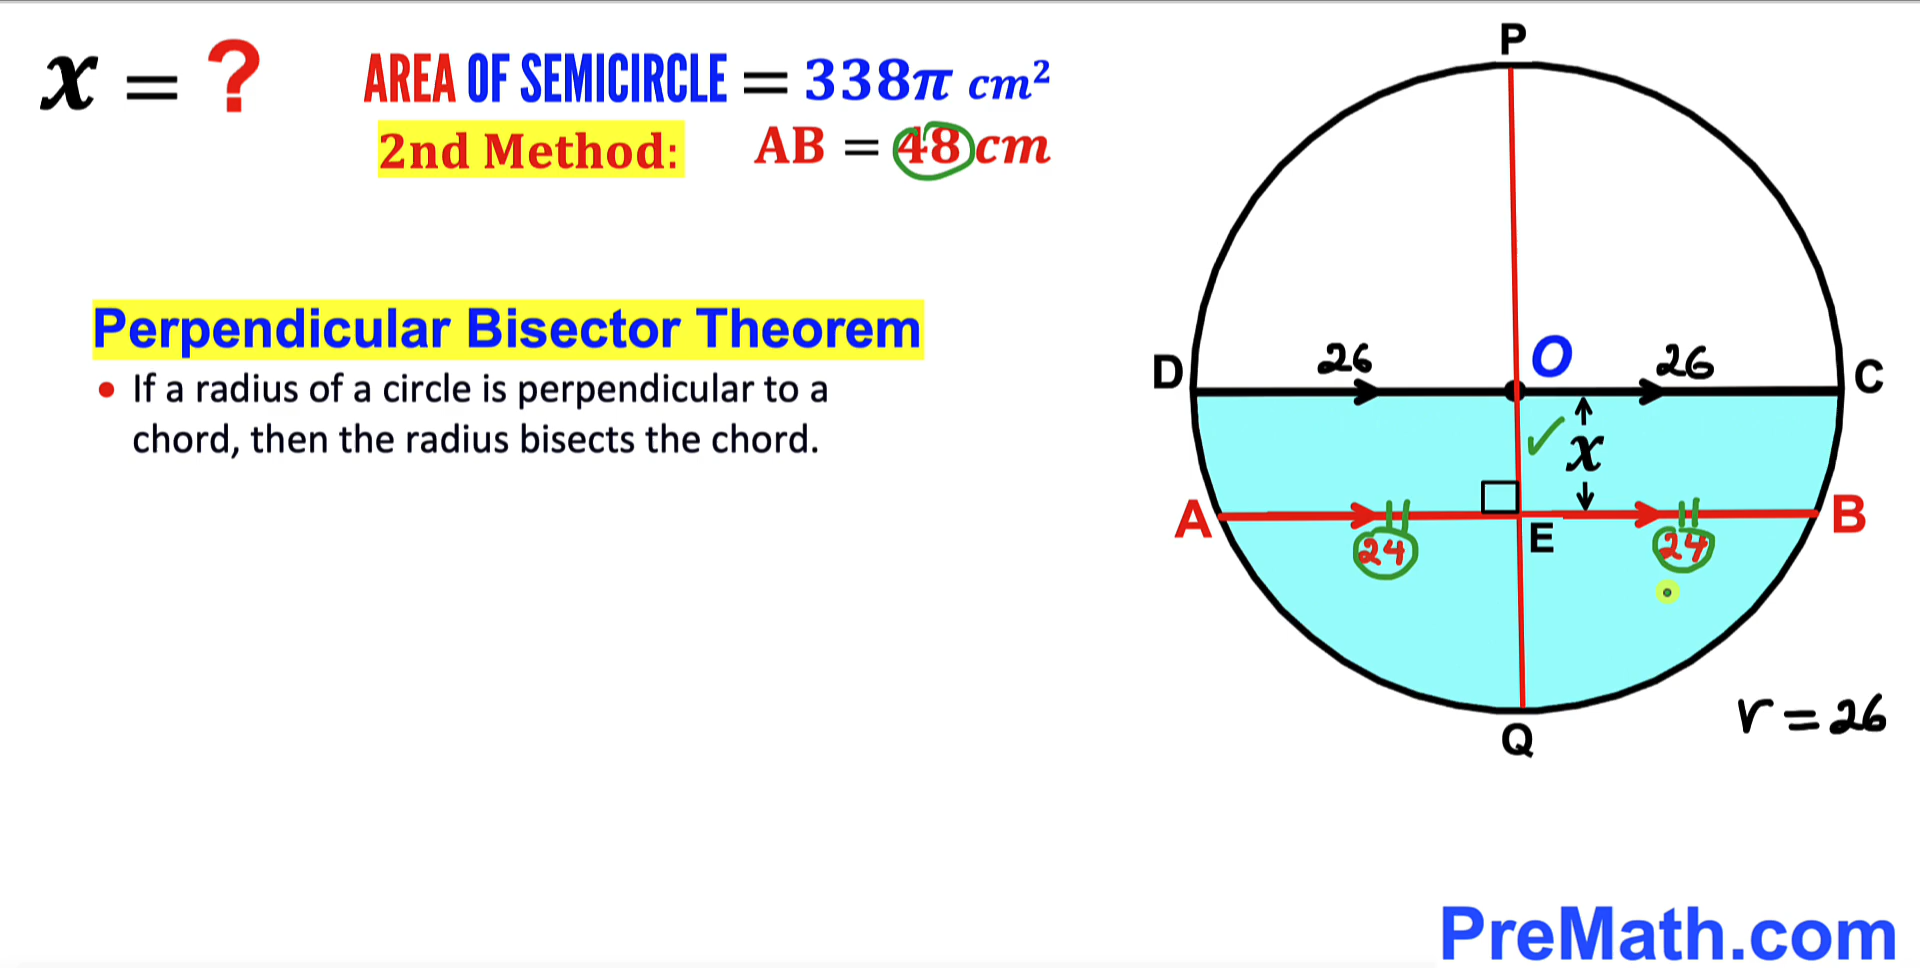 x = ?
AREA OF SEMICIRCLE = 338π cm²
2nd Method: AB = 48 cm
Perpendicular Bisector Theorem
• If a radius of a circle is perpendicular to a
chord, then the radius bisects the chord.
P
D 26 O 26 C
x
A E B
24 24
r = 26
Q
PreMath.com